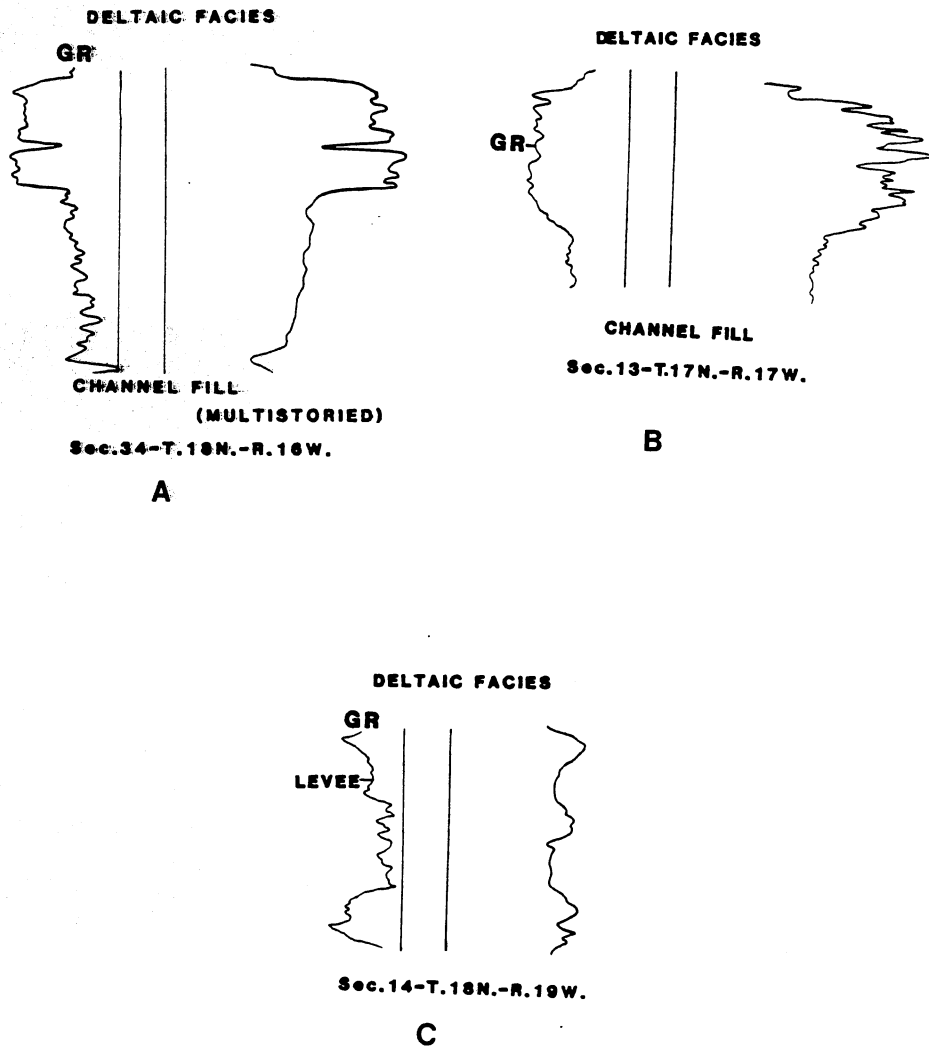 DELTAIC FACIES
GR
CHANNEL FILL
(MULTISTORIED)
Sec.34-T.18N.-R.16W.
A
DELTAIC FACIES
GR
CHANNEL FILL
Sec.13-T.17N.-R.17W.
B
DELTAIC FACIES
GR
LEVEE
Sec.14-T.18N.-R.19W.
C